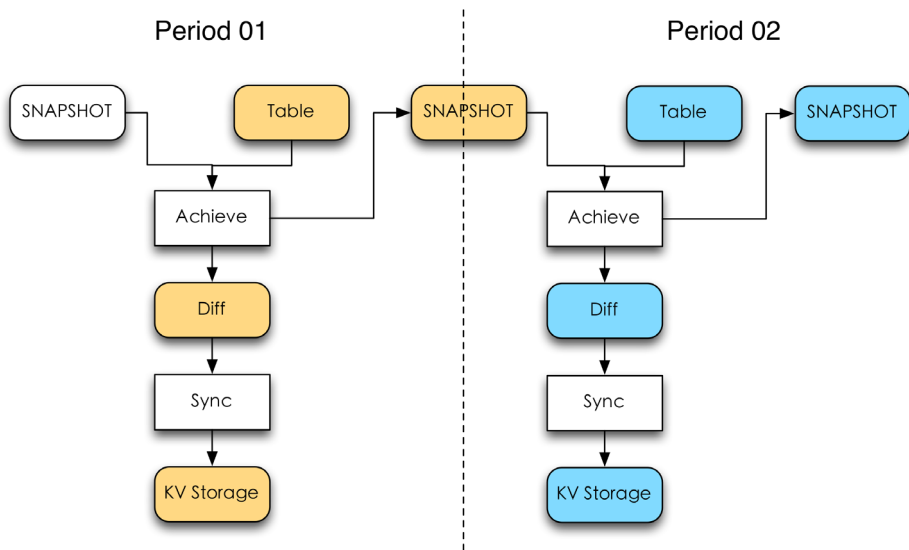 Period 01
Period 02
SNAPSHOT
Table
SNAPSHOT
Table
SNAPSHOT
Achieve
Achieve
Diff
Diff
Sync
Sync
KV Storage
KV Storage